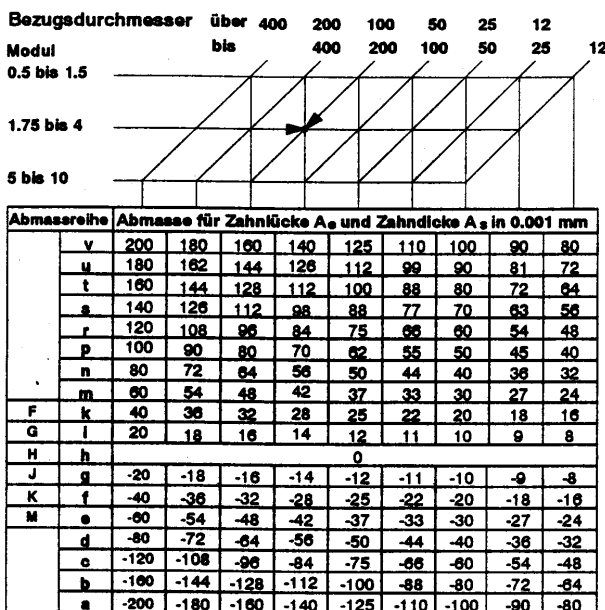 Bezugsdurchmesser über 400 200 100 50 25 12
Modul bis 400 200 100 50 25 12
0.5 bis 1.5
1.75 bis 4
5 bis 10
Abmassreihe Abmasse für Zahnlücke Ae und Zahndicke As in 0.001 mm
v 200 180 160 140 125 110 100 90 80
u 180 162 144 126 112 99 90 81 72
t 160 144 128 112 100 88 80 72 64
s 140 126 112 98 88 77 70 63 56
r 120 108 96 84 75 66 60 54 48
p 100 90 80 70 62 55 50 45 40
n 80 72 64 56 50 44 40 36 32
m 60 54 48 42 37 33 30 27 24
F k 40 36 32 28 25 22 20 18 16
G i 20 18 16 14 12 11 10 9 8
H h 0
J g -20 -18 -16 -14 -12 -11 -10 -9 -8
K f -40 -36 -32 -28 -25 -22 -20 -18 -16
M e -60 -54 -48 -42 -37 -33 -30 -27 -24
d -80 -72 -64 -56 -50 -44 -40 -36 -32
c -120 -108 -96 -84 -75 -66 -60 -54 -48
b -160 -144 -128 -112 -100 -88 -80 -72 -64
a -200 -180 -160 -140 -125 -110 -100 -90 -80